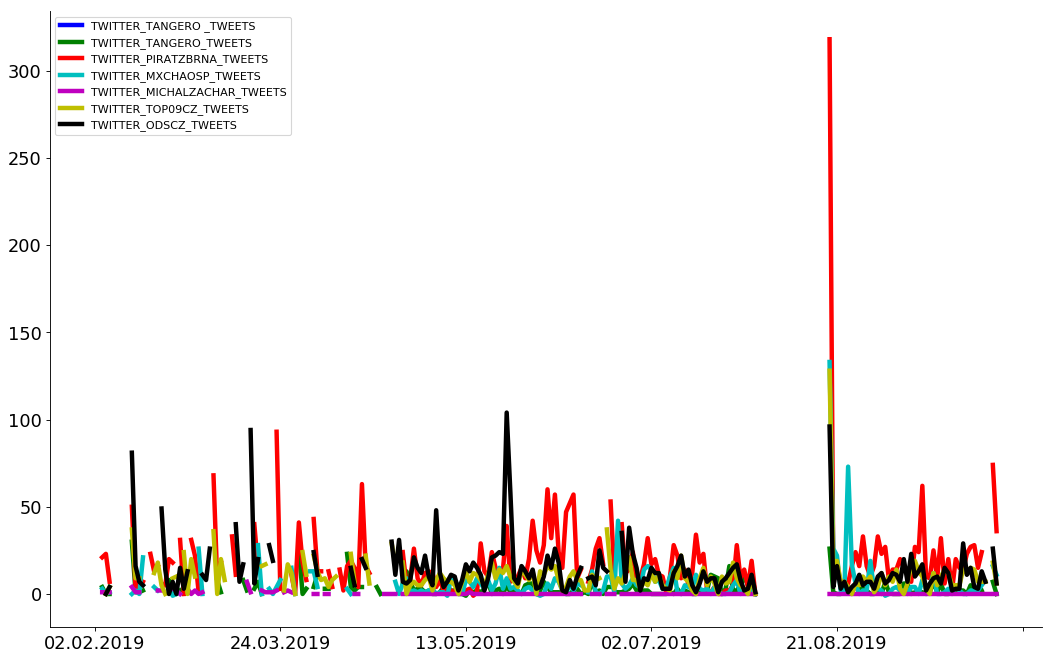 TWITTER_TANGERO _TWEETS
TWITTER_TANGERO_TWEETS
TWITTER_PIRATZBRNA_TWEETS
TWITTER_MXCHAOSP_TWEETS
TWITTER_MICHALZACHAR_TWEETS
TWITTER_TOP09CZ_TWEETS
TWITTER_ODSCZ_TWEETS
300
250
200
150
100
50
0
02.02.2019 24.03.2019 13.05.2019 02.07.2019 21.08.2019